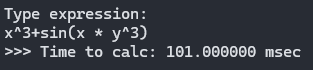 Type expression:
x^3+sin(x * y^3)
>>> Time to calc: 101.000000 msec